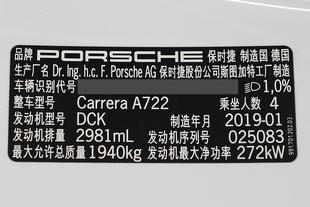 品牌 PORSCHE 保时捷 制造国 德国
生产厂名 Dr. Ing. h.c. F. Porsche AG 保时捷股份公司斯图加特工厂制造
车辆识别代号 1,0%
整车型号 Carrera A722 乘坐人数 4
发动机型号 DCK 制造年月 2019-01
发动机排量 2981mL 发动机序列号 025083
最大允许总质量 1940kg 发动机最大净功率 272kW
991.701.202.03